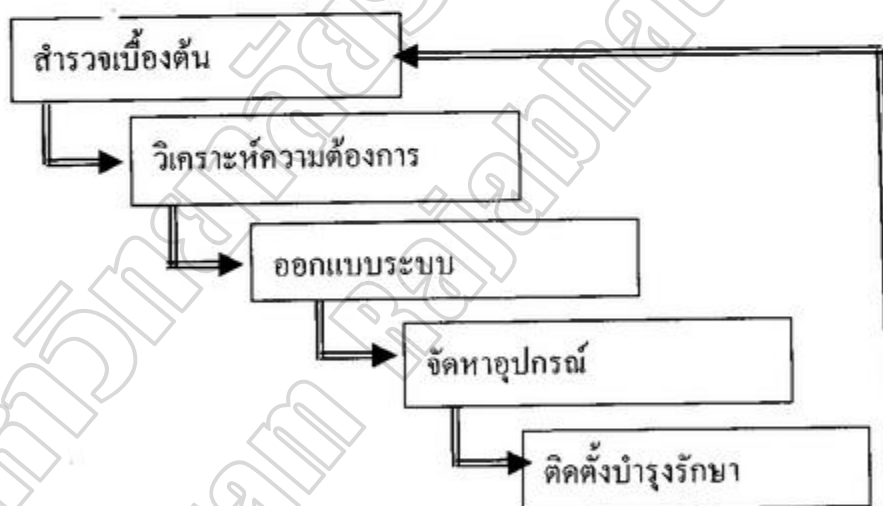 สำรวจเบื้องต้น
วิเคราะห์ความต้องการ
ออกแบบระบบ
จัดหาอุปกรณ์
ติดตั้งบำรุงรักษา
Rajabhat